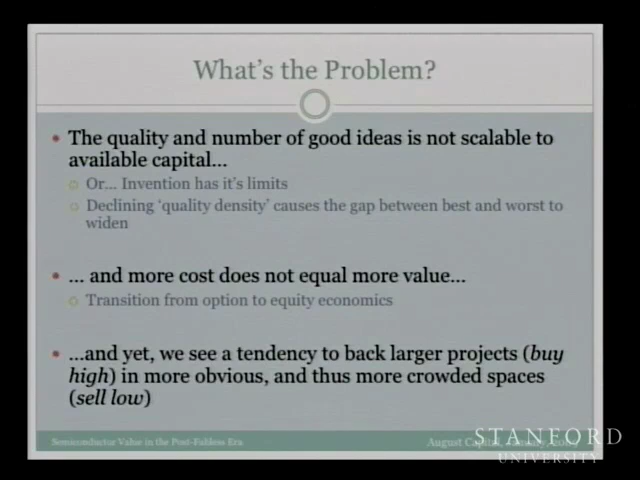 What's the Problem?
The quality and number of good ideas is not scalable to
available capital...
Or... Invention has it's limits
Declining 'quality density' causes the gap between best and worst to
widen
... and more cost does not equal more value...
Transition from option to equity economics
...and yet, we see a tendency to back larger projects (buy
high) in more obvious, and thus more crowded spaces
(sell low)
Semiconductor Value in the Post-Fabless Era
August Capital,
STANFORD
UNIVERSITY